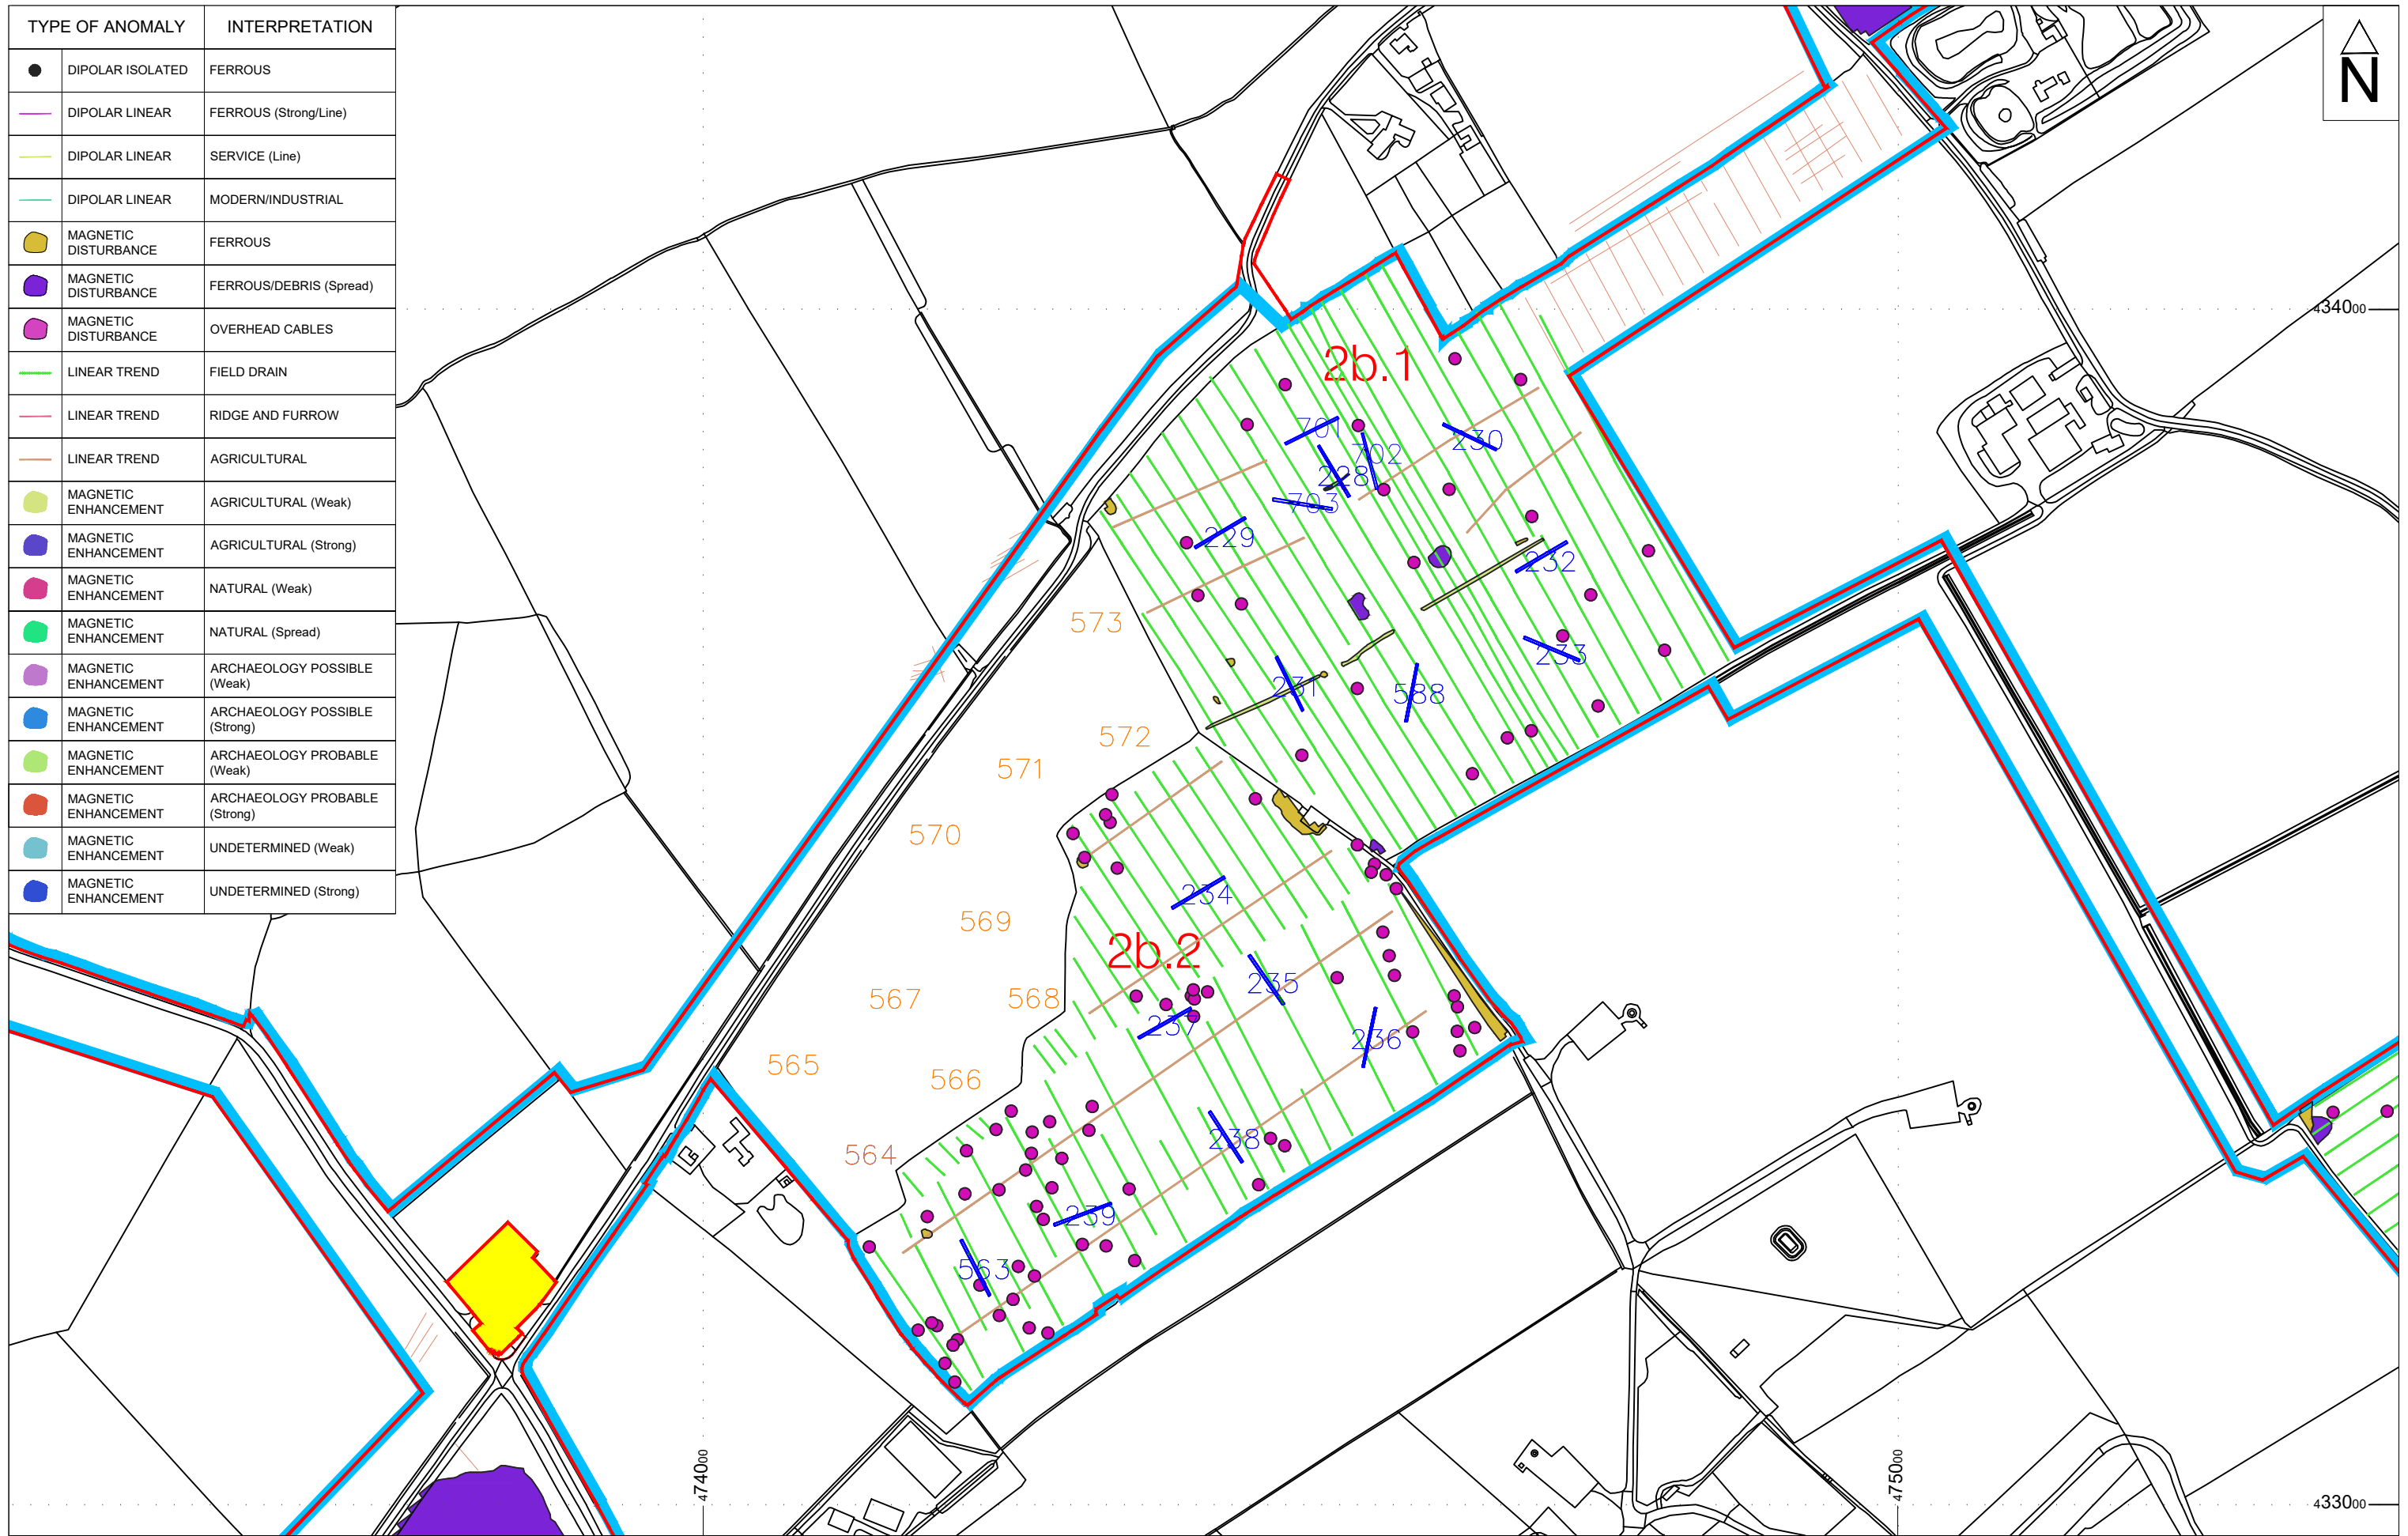 TYPE OF ANOMALY INTERPRETATION
DIPOLAR ISOLATED FERROUS
DIPOLAR LINEAR FERROUS (Strong/Line)
DIPOLAR LINEAR SERVICE (Line)
DIPOLAR LINEAR MODERN/INDUSTRIAL
MAGNETIC
DISTURBANCE
FERROUS
MAGNETIC
DISTURBANCE
FERROUS/DEBRIS (Spread)
MAGNETIC
DISTURBANCE
OVERHEAD CABLES
LINEAR TREND FIELD DRAIN
LINEAR TREND RIDGE AND FURROW
LINEAR TREND AGRICULTURAL
MAGNETIC
ENHANCEMENT
AGRICULTURAL (Weak)
MAGNETIC
ENHANCEMENT
AGRICULTURAL (Strong)
MAGNETIC
ENHANCEMENT
NATURAL (Weak)
MAGNETIC
ENHANCEMENT
NATURAL (Spread)
MAGNETIC
ENHANCEMENT
ARCHAEOLOGY POSSIBLE
(Weak)
MAGNETIC
ENHANCEMENT
ARCHAEOLOGY POSSIBLE
(Strong)
MAGNETIC
ENHANCEMENT
ARCHAEOLOGY PROBABLE
(Weak)
MAGNETIC
ENHANCEMENT
ARCHAEOLOGY PROBABLE
(Strong)
MAGNETIC
ENHANCEMENT
UNDETERMINED (Weak)
MAGNETIC
ENHANCEMENT
UNDETERMINED (Strong)
N
434000
2b.1
701
230
702
228
703
229
232
573
233
231
588
572
571
570
234
569
2b.2
235
567
568
237
236
565
566
238
564
239
563
474000
475000
433000